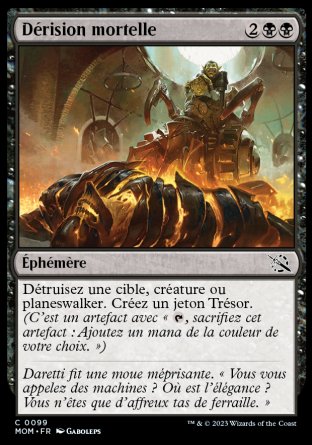 Dérision mortelle 2
Éphémère
Détruisez une cible, créature ou
planeswalker. Créez un jeton Trésor.
(C'est un artefact avec « , sacrifiez cet
artefact : Ajoutez un mana de la couleur de
votre choix. »)
Daretti fit une moue méprisante. « Vous vous
appelez des machines ? Où est l'élégance ?
Vous n'êtes que d'affreux tas de ferraille. »
C 0099
MOM • FR GABOLEPS
™ & © 2023 Wizards of the Coast